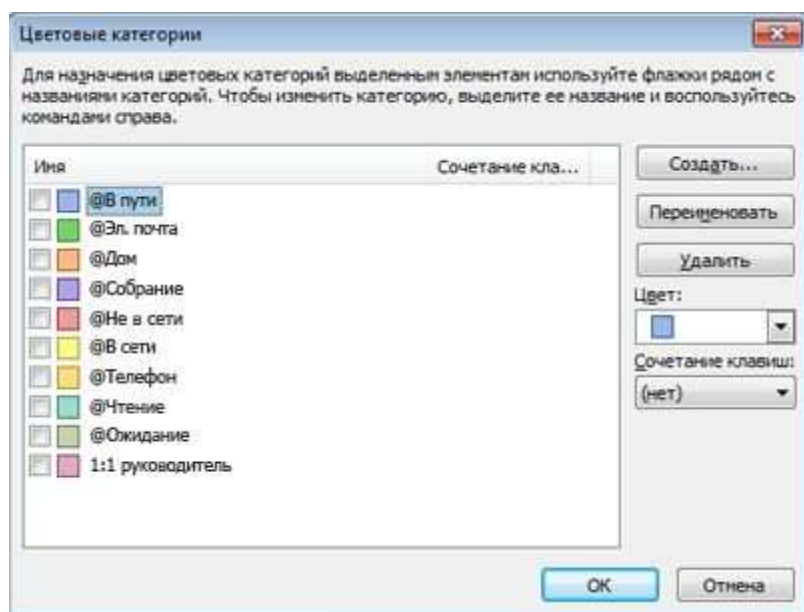 Цветовые категории
Для назначения цветовых категорий выделенным элементам используйте флажки рядом с
названиями категорий. Чтобы изменить категорию, выделите ее название и воспользуйтесь
командами справа.
Имя Сочетание кла...
@В пути
@Эл. почта
@Дом
@Собрание
@Не в сети
@В сети
@Телефон
@Чтение
@Ожидание
1:1 руководитель
Создать...
Переименовать
Удалить
Цвет:
Сочетание клавиш:
(нет)
ОК Отмена